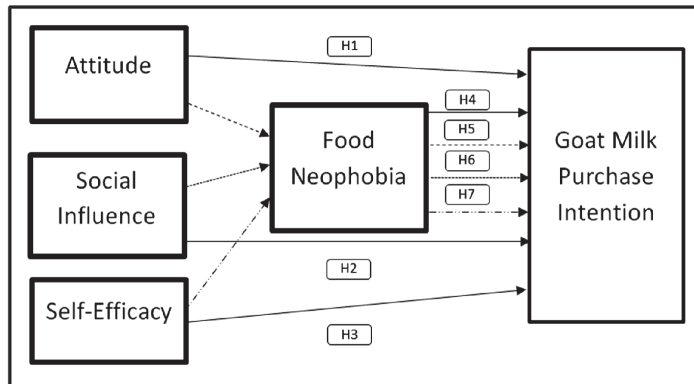 Attitude
Social
Influence
Self-Efficacy
Food
Neophobia
Goat Milk
Purchase
Intention
H1
H4
H5
H6
H7
H2
H3